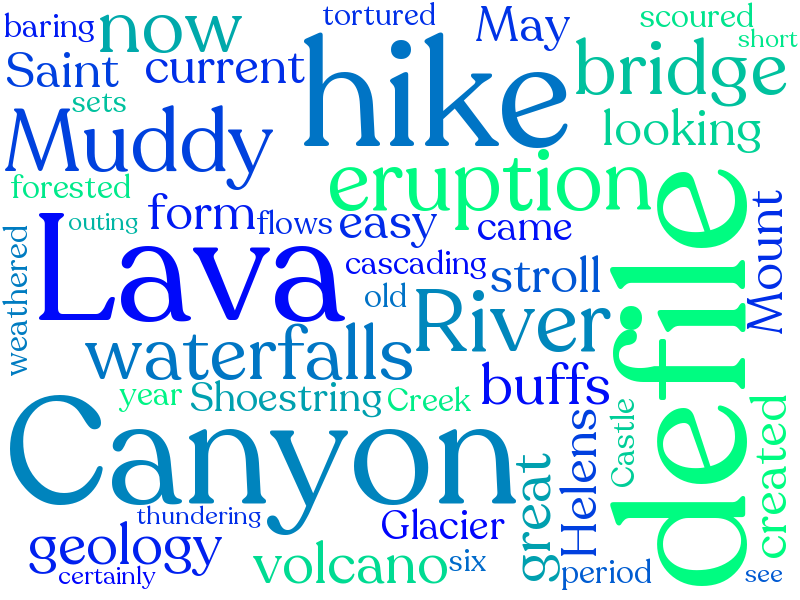 baring
now
tortured
May
scoured
short
Saint
current
hike
bridge
sets
looking
Muddy
eruption
forested
form
flows
easy
came
outing
Lava
cascading
stroll
Mount
weathered
old
River
defile
waterfalls
buffs
year
Shoestring
Creek
Castle
created
Canyon
Helens
great
thundering
Glacier
geology
volcano
six
period
certainly
see